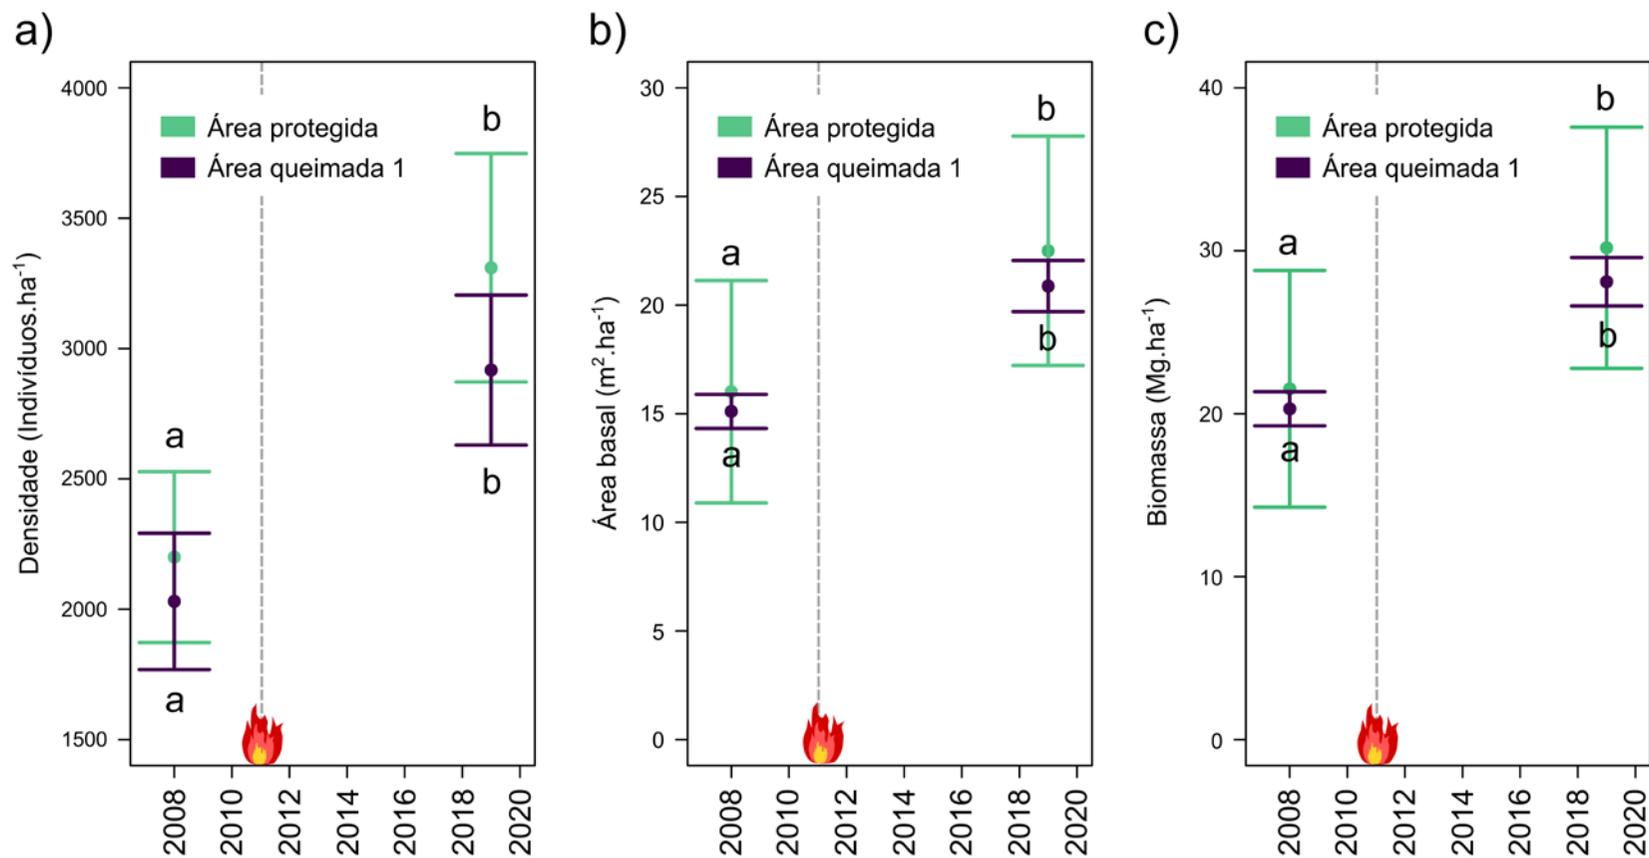 a)
Densidade (Indivíduos.ha⁻¹)
4000
3500
3000
2500
2000
1500
Área protegida
Área queimada 1
a
a
b
b
2008
2010
2012
2014
2016
2018
2020
b)
Área basal (m².ha⁻¹)
30
25
20
15
10
5
0
Área protegida
Área queimada 1
a
a
b
b
2008
2010
2012
2014
2016
2018
2020
c)
Biomassa (Mg.ha⁻¹)
40
30
20
10
0
Área protegida
Área queimada 1
a
a
b
b
2008
2010
2012
2014
2016
2018
2020